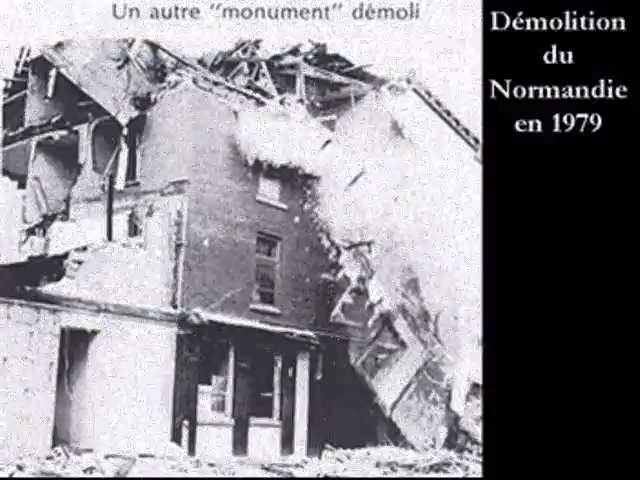 Un autre "monument" démoli
Démolition
du
Normandie
en 1979